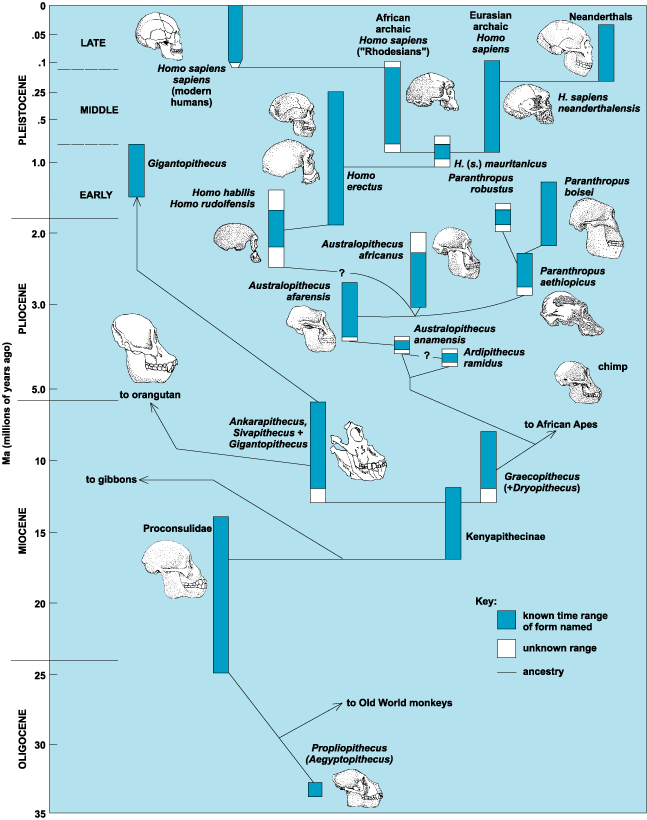 0
.05
.1
.25
.5
1.0
2.0
3.0
5.0
10
15
20
25
30
35
Ma (millions of years ago)
PLEISTOCENE
PLIOCENE
MIOCENE
OLIGOCENE
LATE
MIDDLE
EARLY
Homo sapiens
sapiens
(modern
humans)
African
archaic
Homo sapiens
("Rhodesians")
Eurasian
archaic
Homo
sapiens
Neanderthals
H. sapiens
neanderthalensis
Gigantopithecus
Homo
erectus
H. (s.) mauritanicus
Paranthropus
robustus
Paranthropus
boisei
Homo habilis
Homo rudolfensis
Australopithecus
africanus
?
Paranthropus
aethiopicus
Australopithecus
afarensis
Australopithecus
anamensis
?
Ardipithecus
ramidus
chimp
to orangutan
to African Apes
Ankarapithecus,
Sivapithecus +
Gigantopithecus
to gibbons
Graecopithecus
(+Dryopithecus)
Proconsulidae
Kenyapithecinae
Key:
known time range
of form named
unknown range
ancestry
to Old World monkeys
Propliopithecus
(Aegyptopithecus)